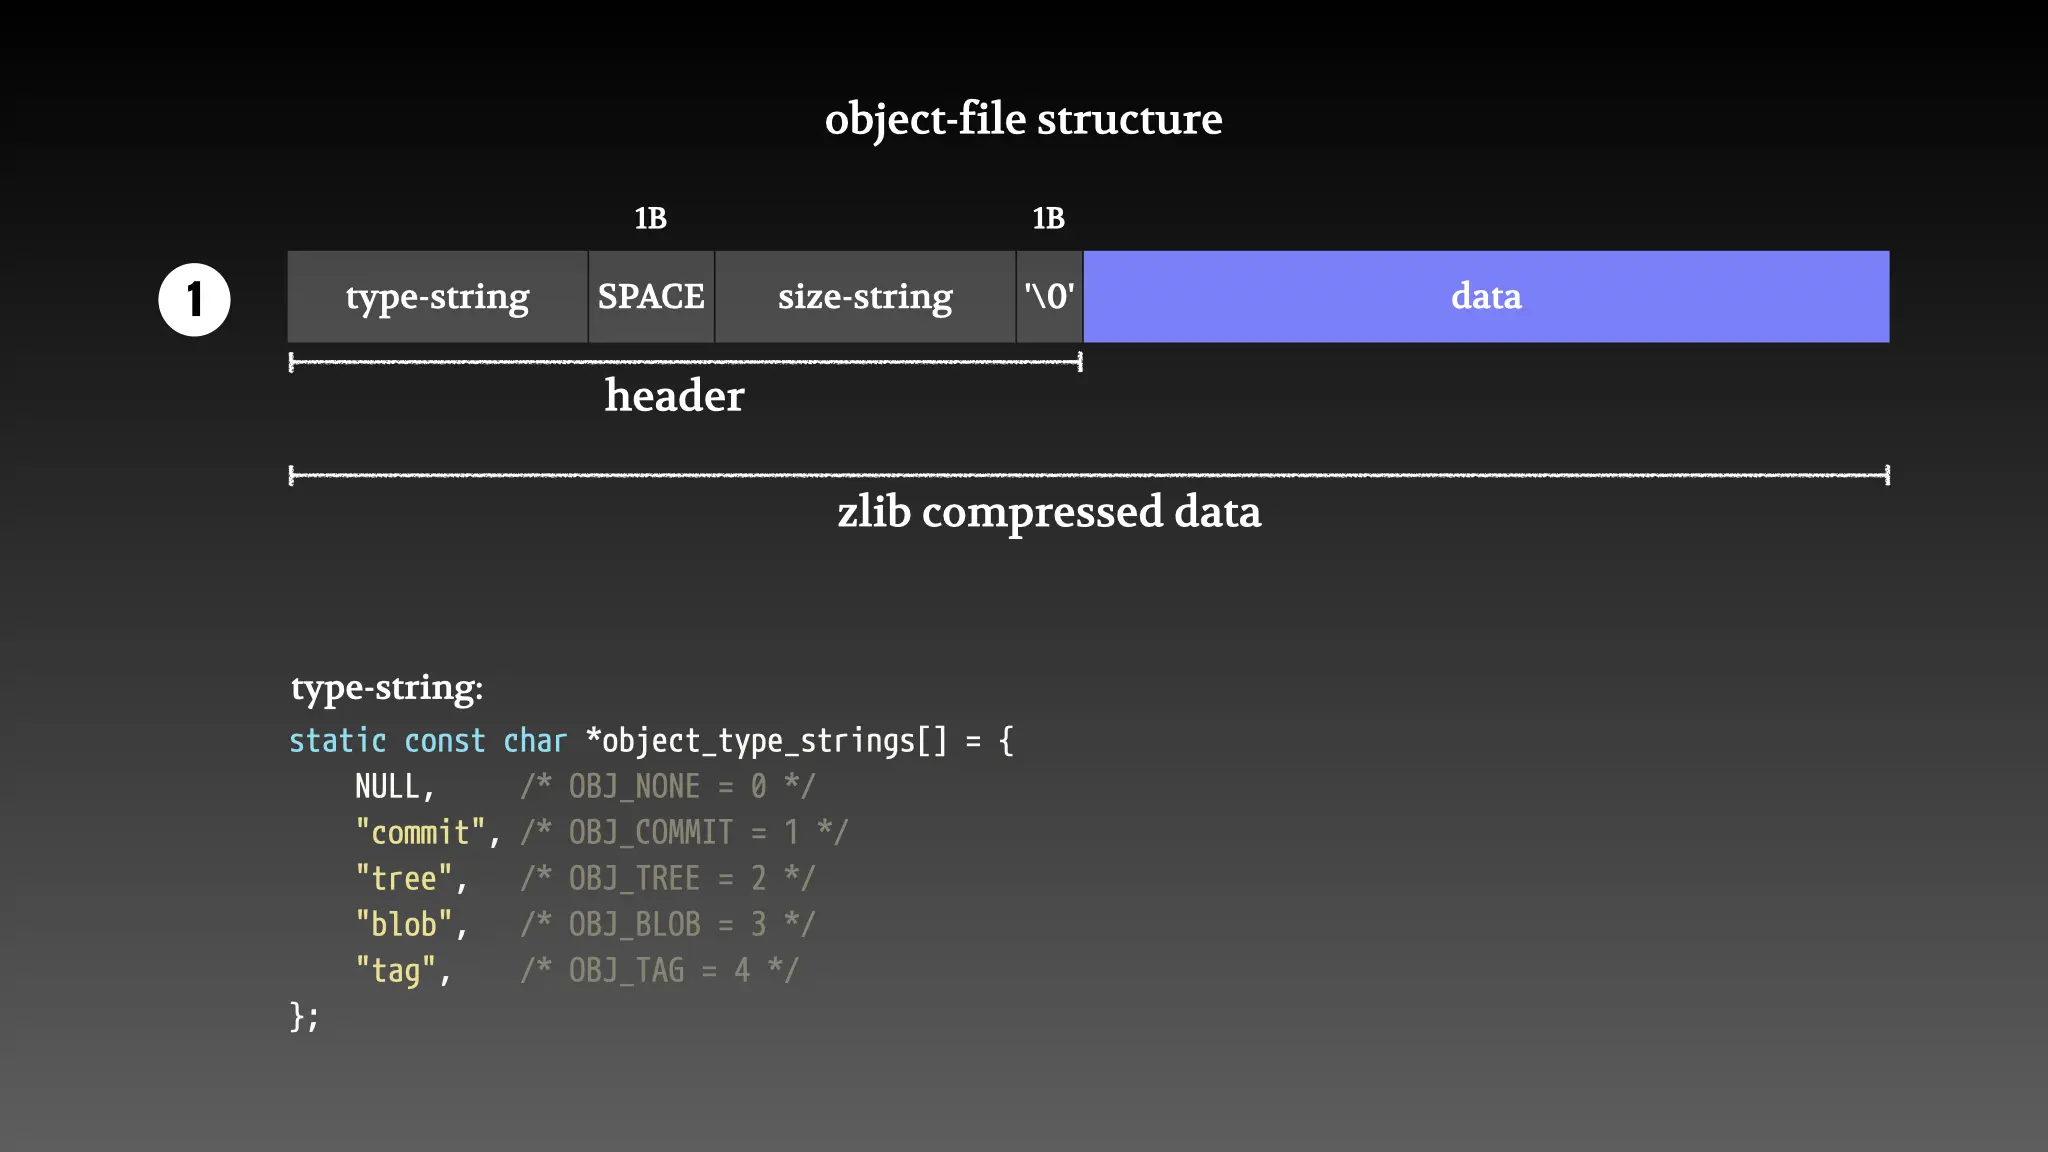 object-file structure
1B 1B
1 type-string SPACE size-string '\0' data
header
zlib compressed data
type-string:
static const char *object_type_strings[] = {
    NULL,     /* OBJ_NONE = 0 */
    "commit", /* OBJ_COMMIT = 1 */
    "tree",   /* OBJ_TREE = 2 */
    "blob",   /* OBJ_BLOB = 3 */
    "tag",    /* OBJ_TAG = 4 */
};